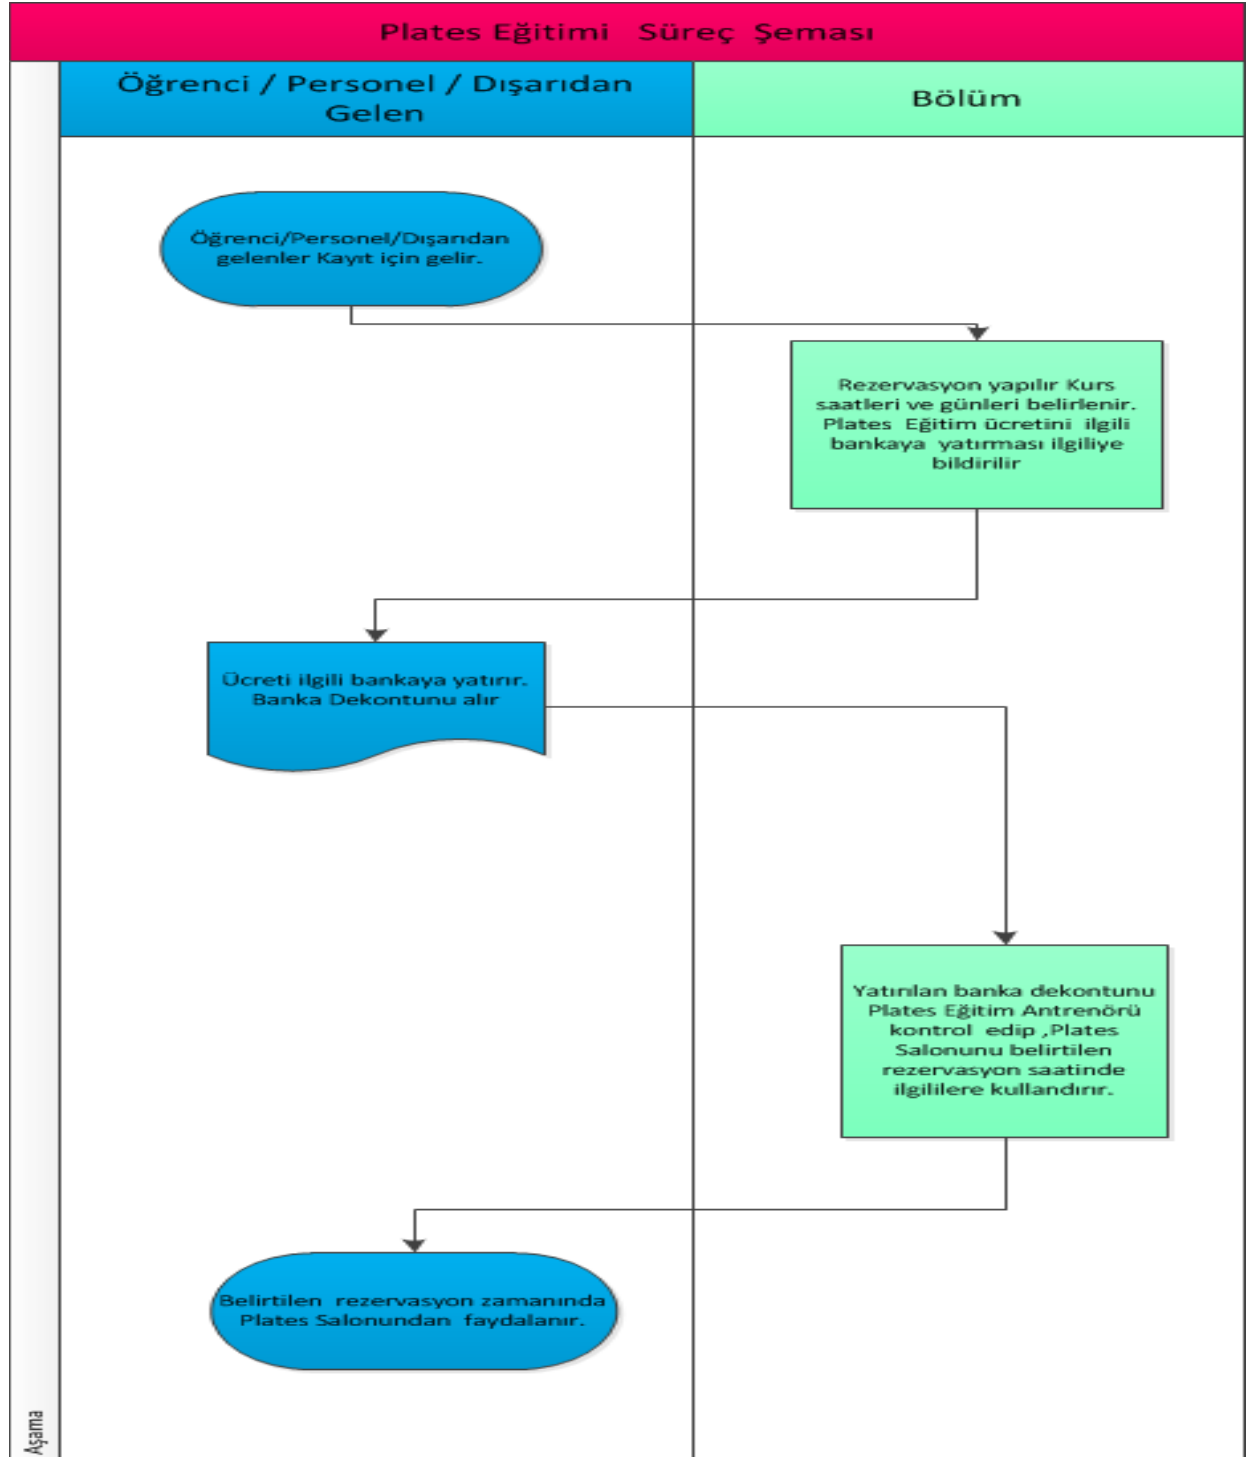 Plates Eğitimi Süreç Şeması
Öğrenci / Personel / Dışarıdan
Gelen
Bölüm
Öğrenci/Personel/Dışarıdan
gelenler Kayıt için gelir.
Rezervasyon yapılır Kurs
saatleri ve günleri belirlenir.
Plates Eğitim ücretini ilgili
bankaya yatırması ilgiliye
bildirilir
Ücreti ilgili bankaya yatırır.
Banka Dekontunu alır
Yatırılan banka dekontunu
Plates Eğitim Antrenörü
kontrol edip ,Plates
Salonunu belirtilen
rezervasyon saatinde
ilgililere kullandırır.
Belirtilen rezervasyon zamanında
Plates Salonundan faydalanır.
Aşama